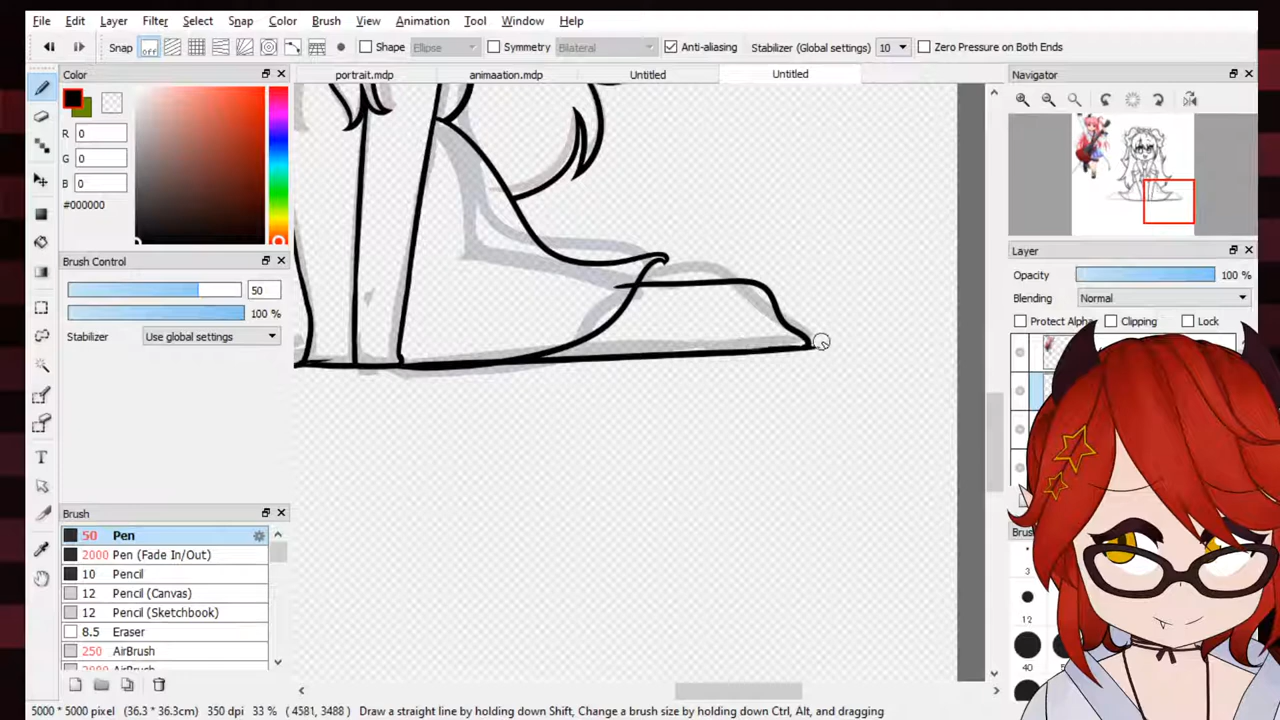 File Edit Layer Filter Select Snap Color Brush View Animation Tool Window Help
Snap off Shape Ellipse Symmetry Bilateral Anti-aliasing Stabilizer (Global settings) 10 Zero Pressure on Both Ends
Color
portrait.mdp animaation.mdp Untitled Untitled
Navigator
R 0
G 0
B 0
#000000
Brush Control
50
100 %
Stabilizer Use global settings
Layer
Opacity 100 %
Blending Normal
Protect Alpha Clipping Lock
Brush
50 Pen
2000 Pen (Fade In/Out)
10 Pencil
12 Pencil (Canvas)
12 Pencil (Sketchbook)
8.5 Eraser
250 AirBrush
3
12
40
5000 * 5000 pixel (36.3 * 36.3cm) 350 dpi 33 % ( 4581, 3488 ) Draw a straight line by holding down Shift, Change a brush size by holding down Ctrl, Alt, and dragging